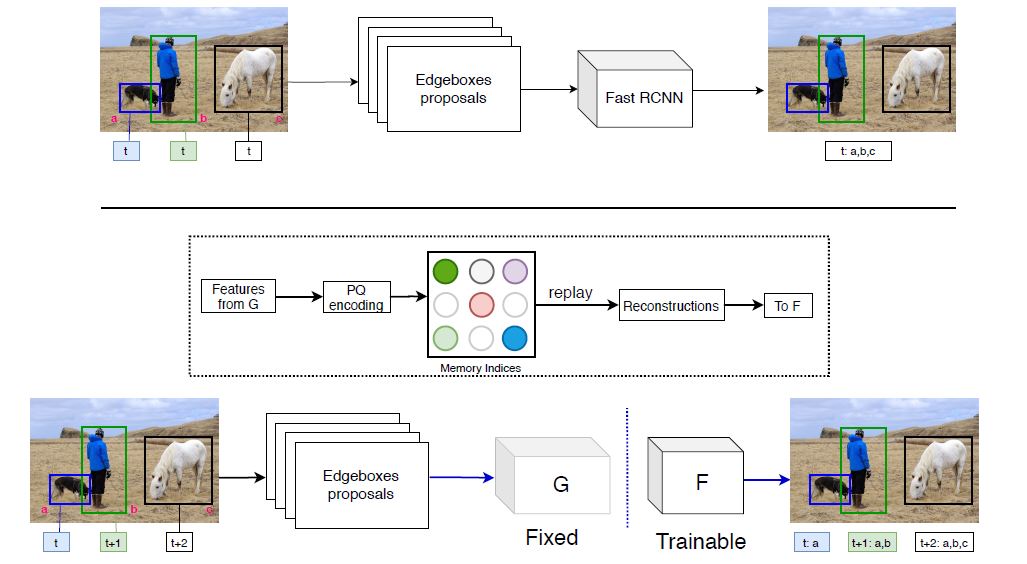 Edgeboxes
proposals
Fast RCNN
a
b
c
t
t
t
t: a,b,c
Features
from G
PQ
encoding
replay
Reconstructions
To F
Memory Indices
Edgeboxes
proposals
G
F
a
b
c
Fixed
Trainable
t
t+1
t+2
t: a
t+1: a,b
t+2: a,b,c